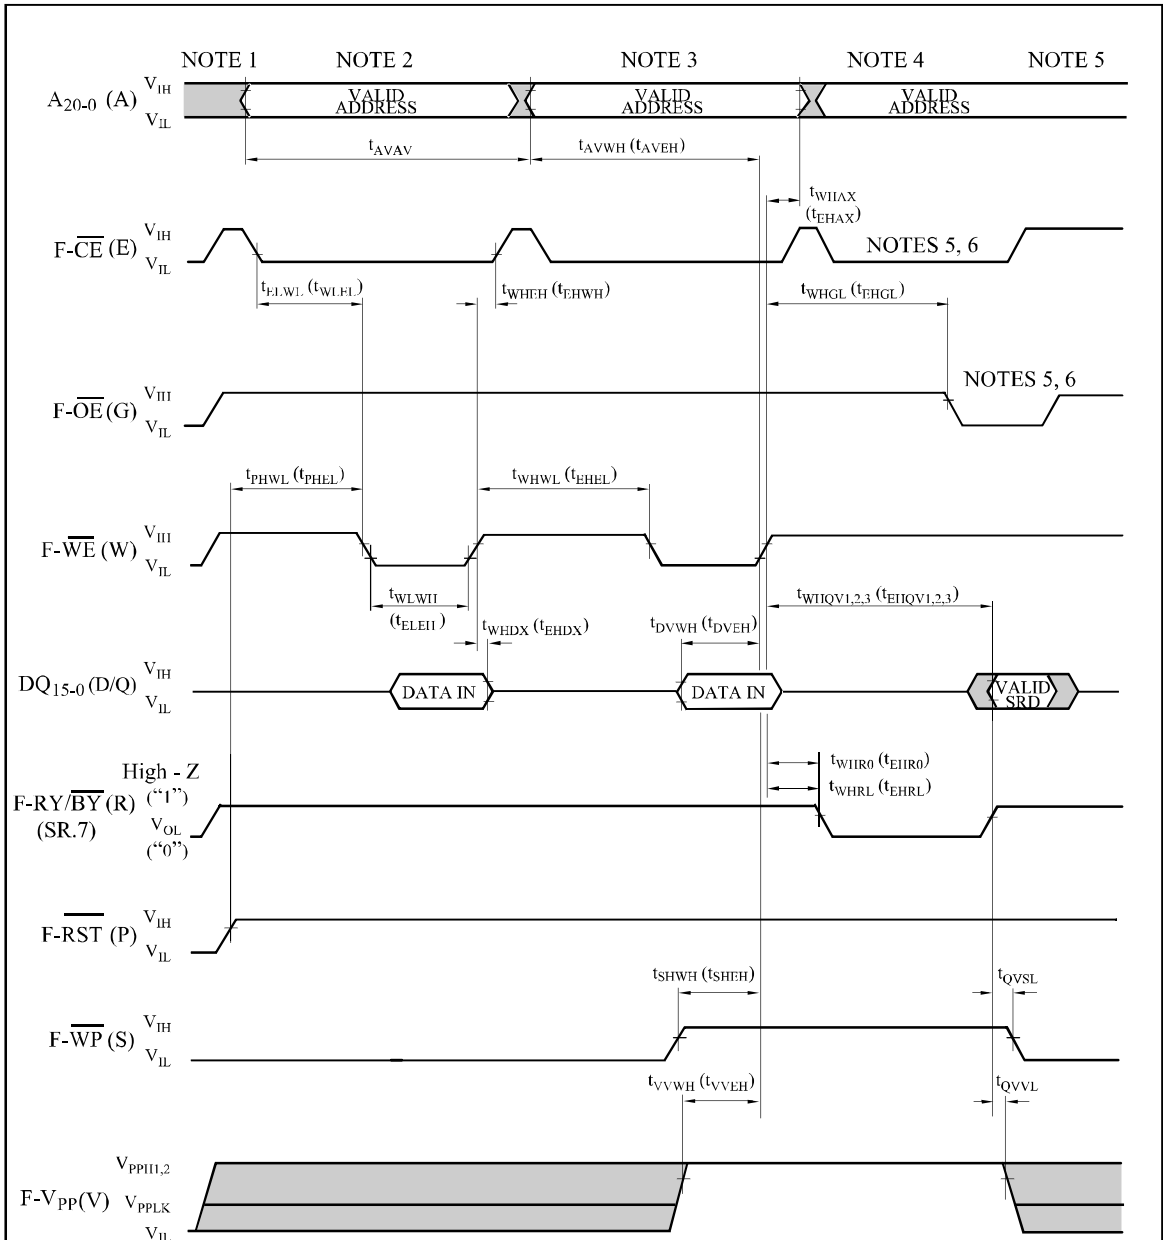 NOTE 1 NOTE 2 NOTE 3 NOTE 4 NOTE 5
A20-0 (A) VIH VIL VALID ADDRESS VALID ADDRESS VALID ADDRESS
tAVAV tAVWH (tAVEH)
tWHAX (tEHAX)
F-CE (E) VIH VIL NOTES 5, 6
tELWL (tWLEL) tWHEH (tEHWH) tWHGL (tEHGL)
F-OE (G) VIH VIL NOTES 5, 6
tPHWL (tPHEL) tWHWL (tEHEL)
F-WE (W) VIH VIL
tWLWH (tELEH) tWHQV1,2,3 (tEHQV1,2,3)
tWHDX (tEHDX) tDVWH (tDVEH)
DQ15-0 (D/Q) VIH VIL DATA IN DATA IN VALID SRD
tWHR0 (tEHR0)
tWHRL (tEHRL)
F-RY/BY (R) (SR.7) High - Z ("1") VOL ("0")
F-RST (P) VIH VIL
tSHWH (tSHEH) tQVSL
F-WP (S) VIH VIL
tVVWH (tVVEH) tQVVL
F-VPP (V) VPPH1,2 VPPLK VIL